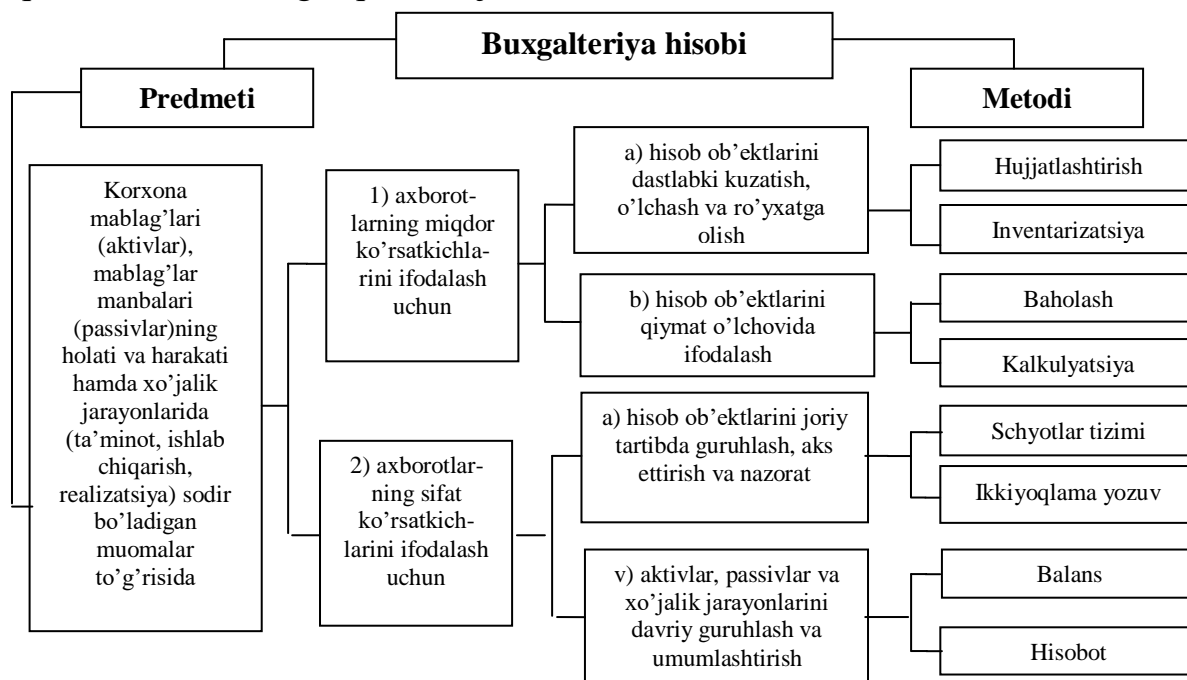 Buxgalteriya hisobi
Predmeti
Metodi
Korxona
mablag’lari
(aktivlar),
mablag’lar
manbalari
(passivlar)ning
holati va harakati
hamda xo’jalik
jarayonlarida
(ta’minot, ishlab
chiqarish,
realizatsiya) sodir
bo’ladigan
muomalar
to’g’risida
1) axborot-
larning miqdor
ko’rsatkichla-
rini ifodalash
uchun
2) axborotlar-
ning sifat
ko’rsatkich-
larini ifodalash
uchun
a) hisob ob’ektlarini
dastlabki kuzatish,
o’lchash va ro’yxatga
olish
b) hisob ob’ektlarini
qiymat o’lchovida
ifodalash
a) hisob ob’ektlarini joriy
tartibda guruhlash, aks
ettirish va nazorat
v) aktivlar, passivlar va
xo’jalik jarayonlarini
davriy guruhlash va
umumlashtirish
Hujjatlashtirish
Inventarizatsiya
Baholash
Kalkulyatsiya
Schyotlar tizimi
Ikkiyoqlama yozuv
Balans
Hisobot